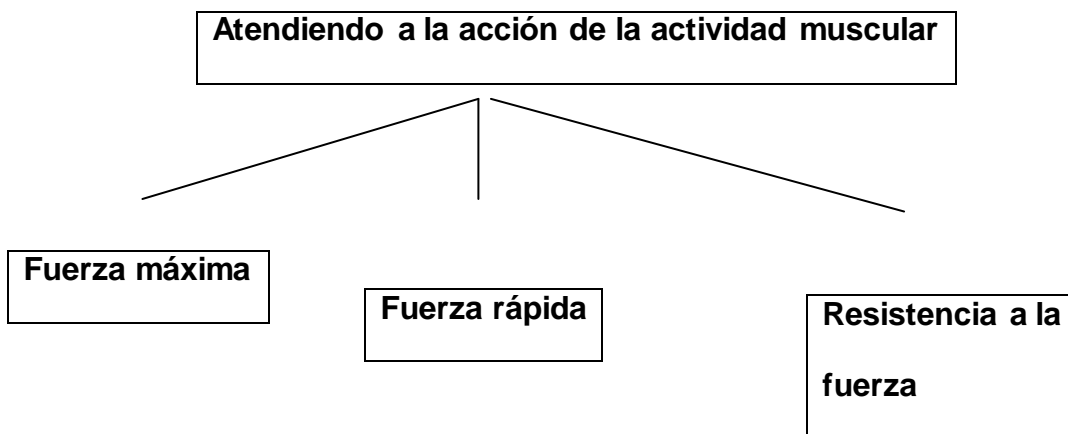 Atendiendo a la acción de la actividad muscular
Fuerza máxima
Fuerza rápida
Resistencia a la
fuerza